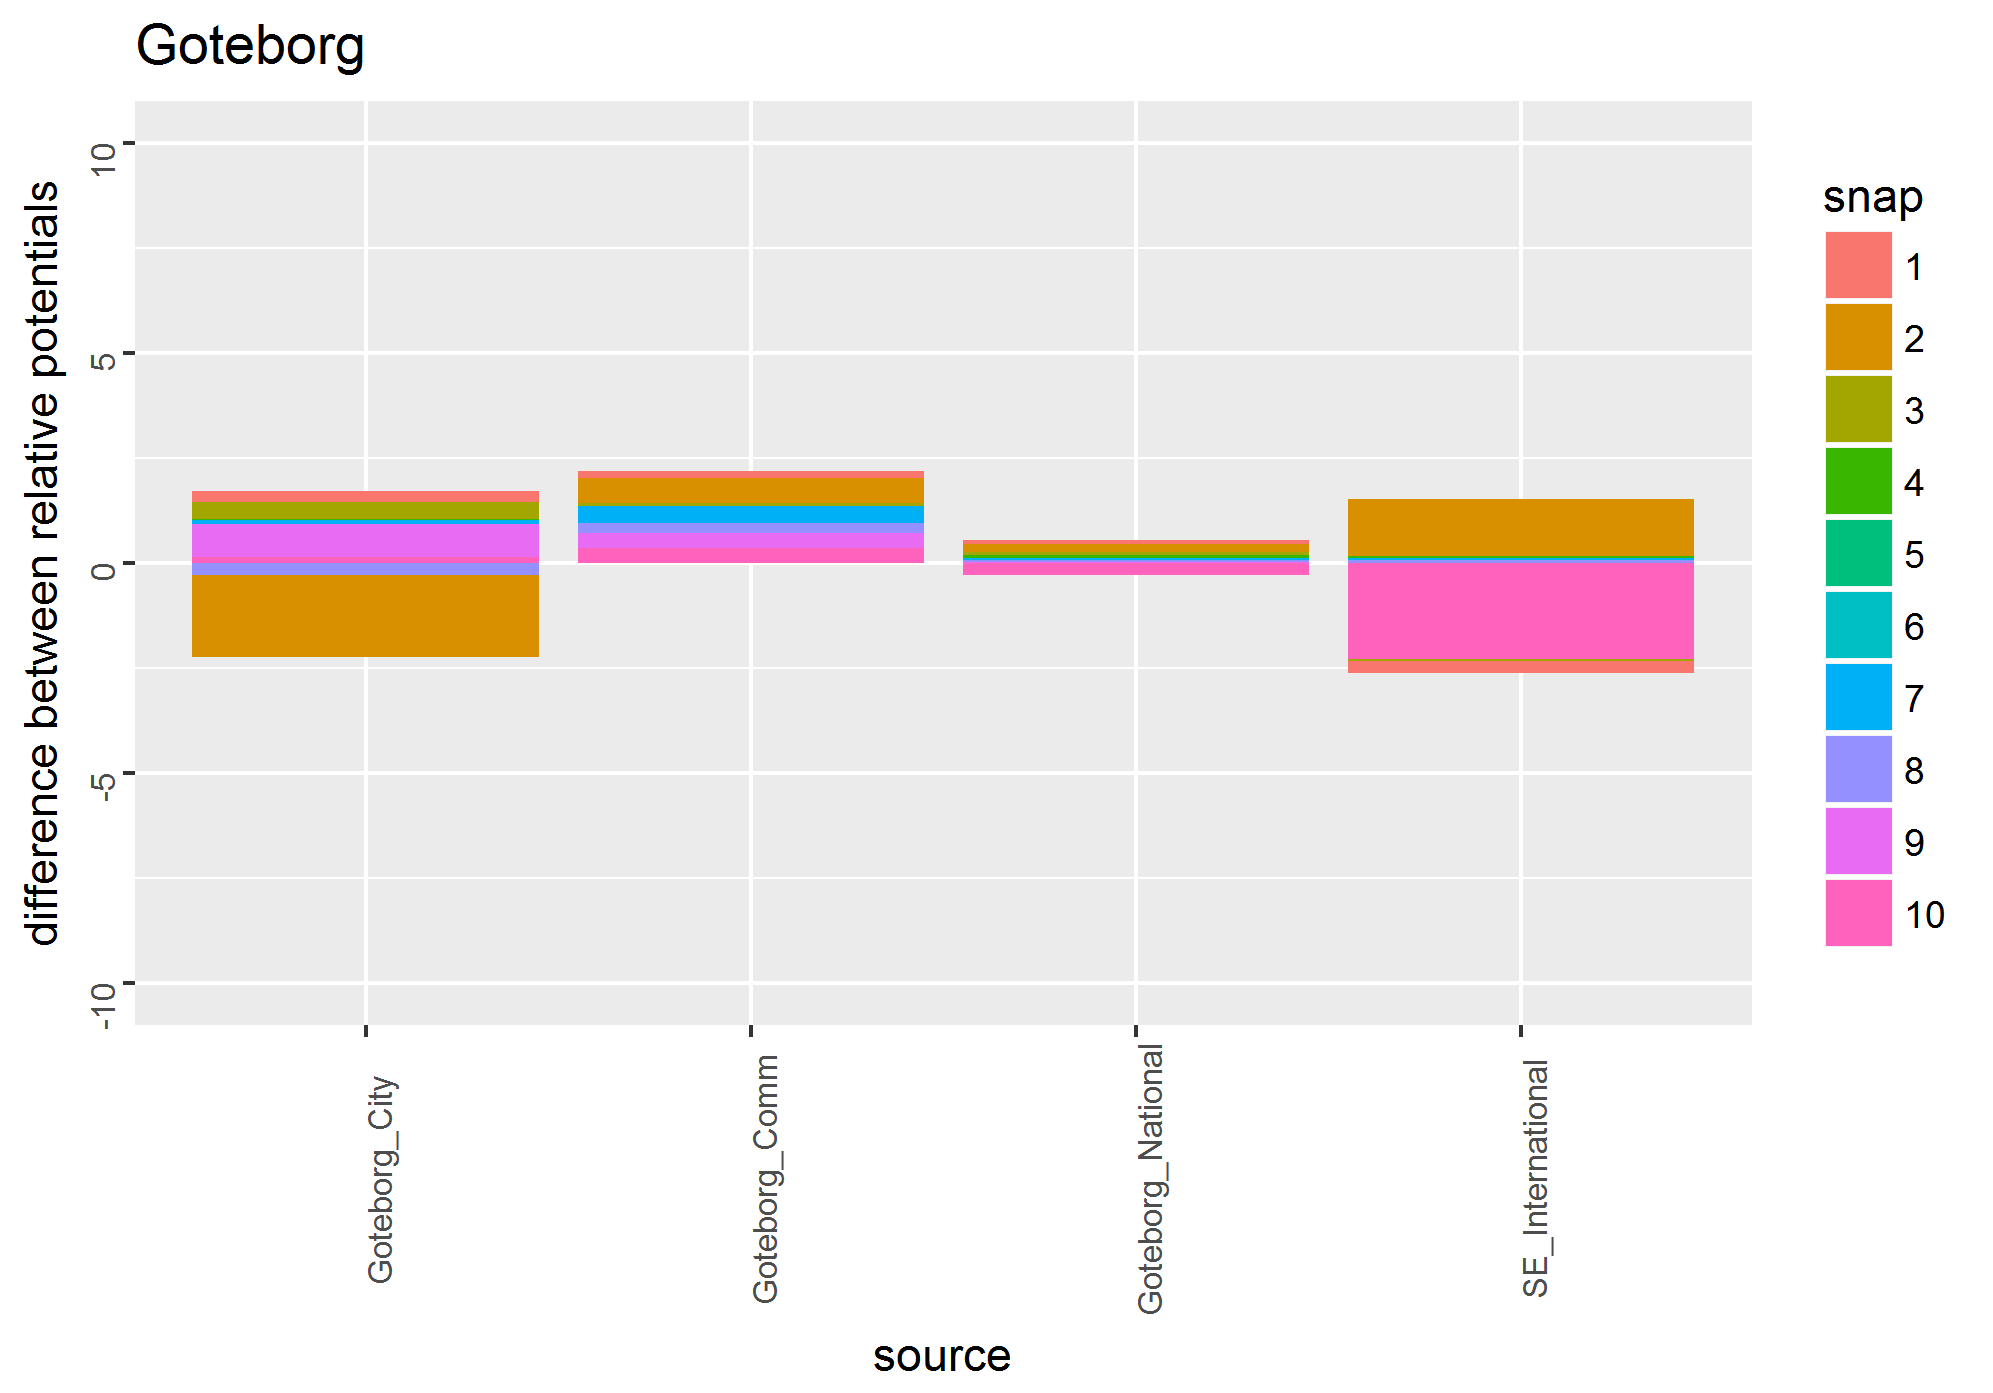 Goteborg
difference between relative potentials
10
5
0
-5
-10
Goteborg_City
Goteborg_Comm
Goteborg_National
SE_International
source
snap
1
2
3
4
5
6
7
8
9
10